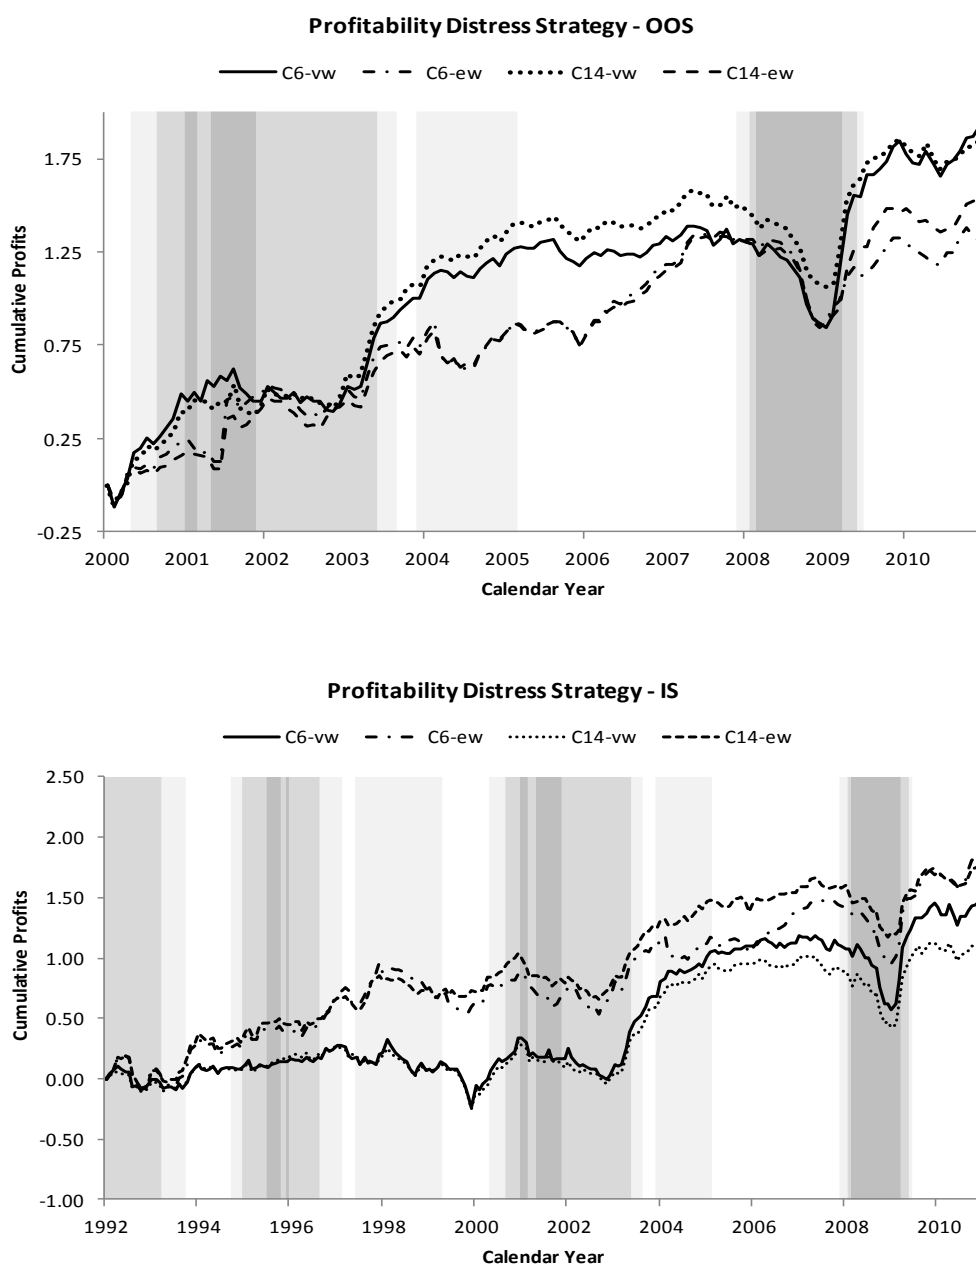 Profitability Distress Strategy - OOS
C6-vw C6-ew C14-vw C14-ew
Cumulative Profits
1.75
1.25
0.75
0.25
-0.25
2000 2001 2002 2003 2004 2005 2006 2007 2008 2009 2010
Calendar Year
Profitability Distress Strategy - IS
C6-vw C6-ew C14-vw C14-ew
Cumulative Profits
2.50
2.00
1.50
1.00
0.50
0.00
-0.50
-1.00
1992 1994 1996 1998 2000 2002 2004 2006 2008 2010
Calendar Year